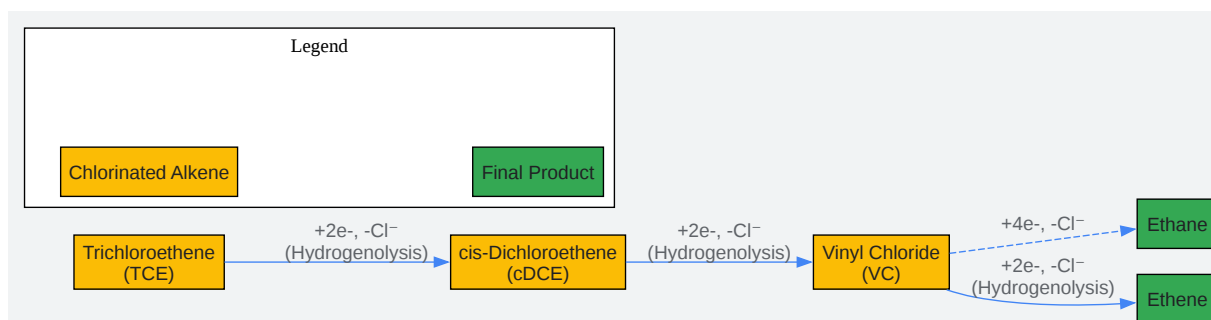 Legend
Chlorinated Alkene
Final Product
Trichloroethene
(TCE)
+2e-, -Cl⁻
(Hydrogenolysis)
cis-Dichloroethene
(cDCE)
+2e-, -Cl⁻
(Hydrogenolysis)
Vinyl Chloride
(VC)
+4e-, -Cl⁻
Ethane
+2e-, -Cl⁻
(Hydrogenolysis)
Ethene